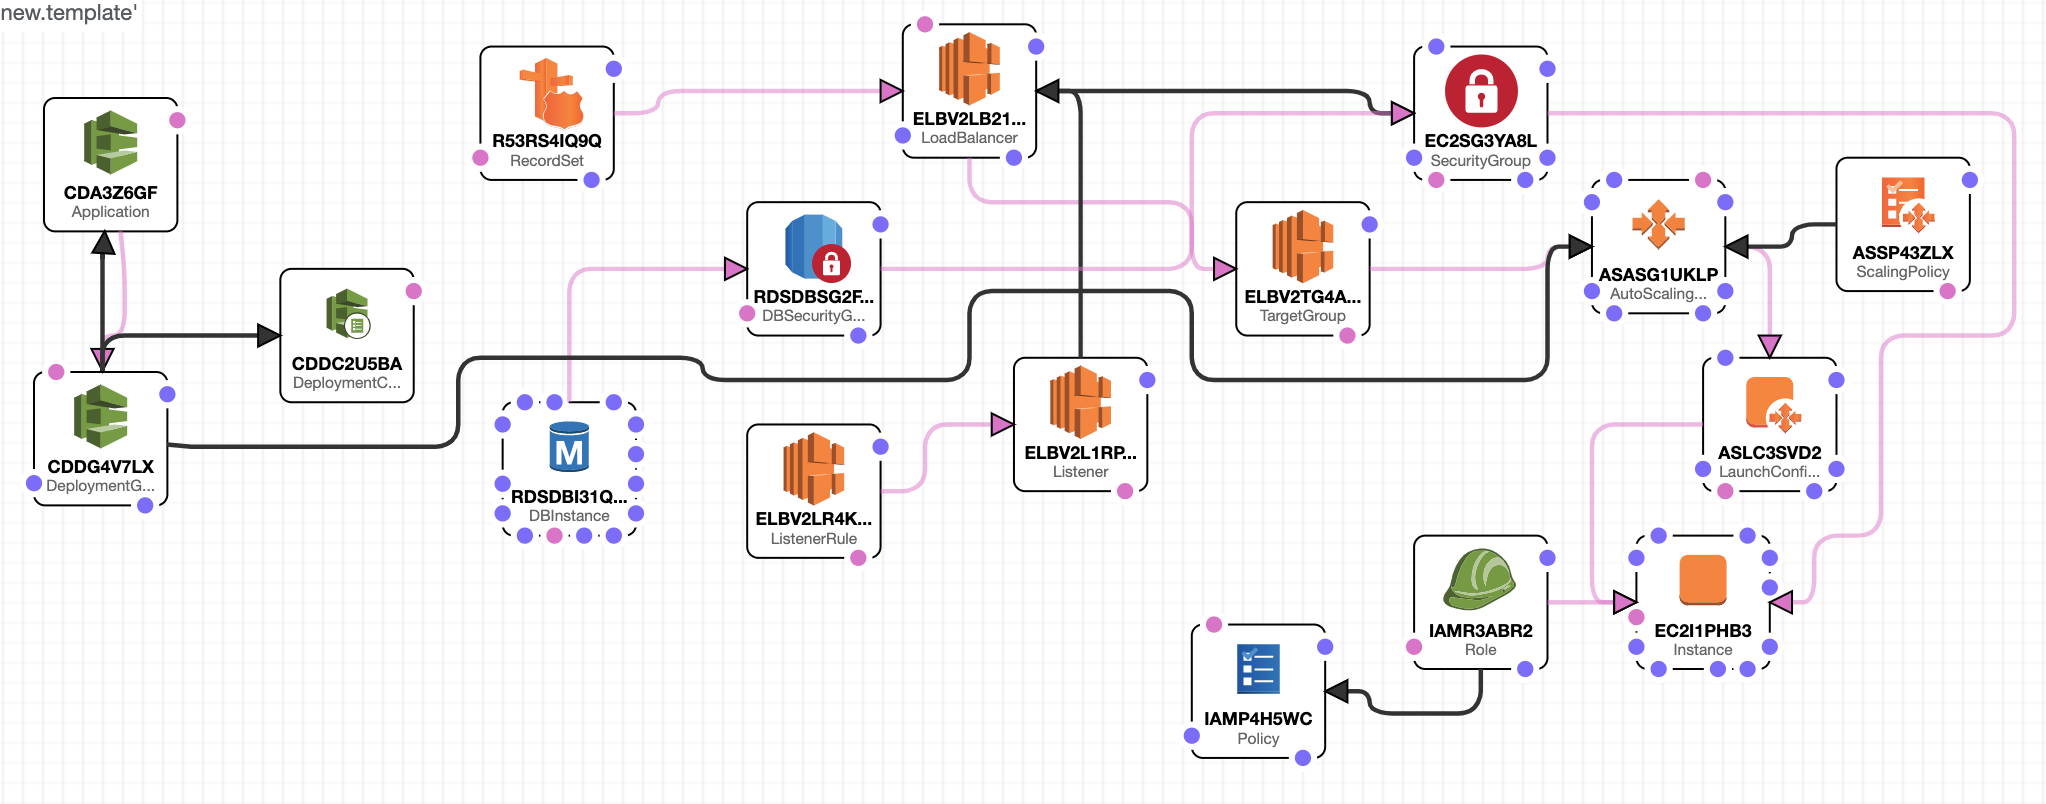 new.template'
CDA3Z6GF
Application
R53RS4IQ9Q
RecordSet
ELBV2LB21...
LoadBalancer
EC2SG3YA8L
SecurityGroup
ASSP43ZLX
ScalingPolicy
ASASG1UKLP
AutoScaling...
RDSDBSG2F...
DBSecurityG...
ELBV2TG4A...
TargetGroup
CDDC2U5BA
DeploymentC...
CDDG4V7LX
DeploymentG...
M
RDSDBI31Q...
DBInstance
ELBV2LR4K...
ListenerRule
ELBV2L1RP...
Listener
ASLC3SVD2
LaunchConfi...
IAMR3ABR2
Role
EC2I1PHB3
Instance
IAMP4H5WC
Policy